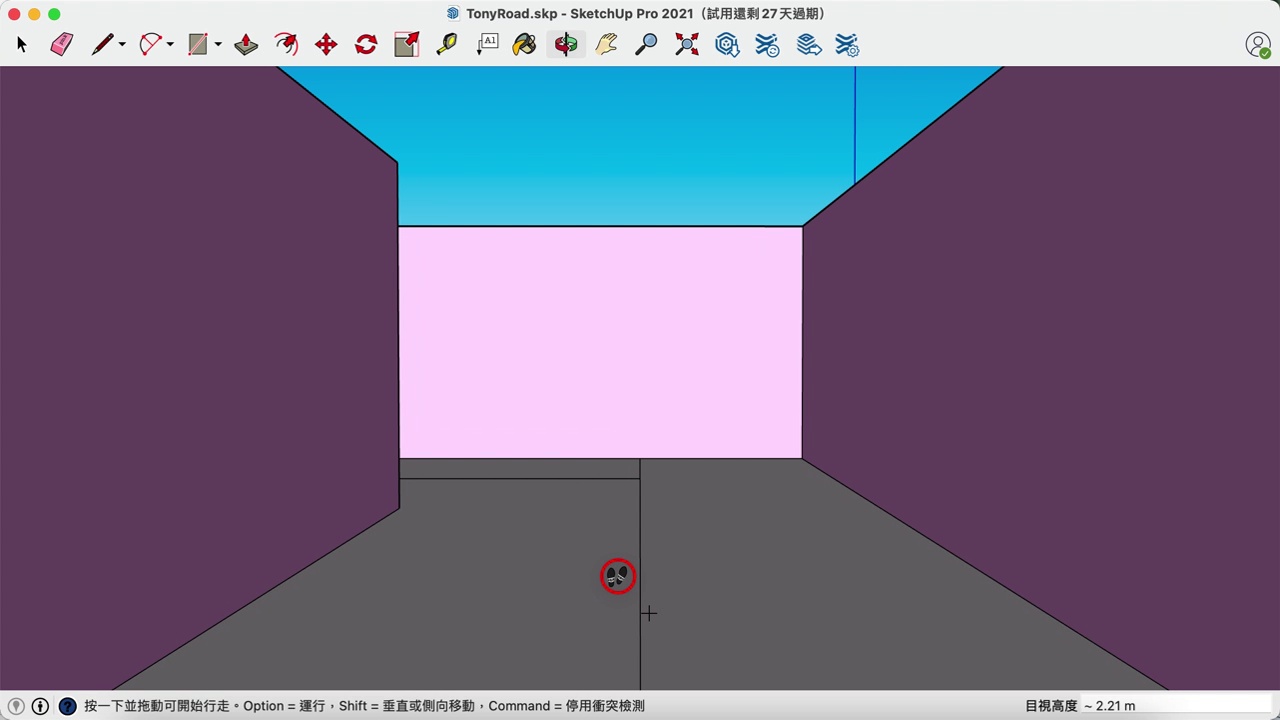 TonyRoad.skp - SketchUp Pro 2021（試用還剩 27 天過期）
A1
按一下並拖動可開始行走。Option = 運行，Shift = 垂直或側向移動，Command = 停用衝突檢測
目視高度 ~ 2.21 m